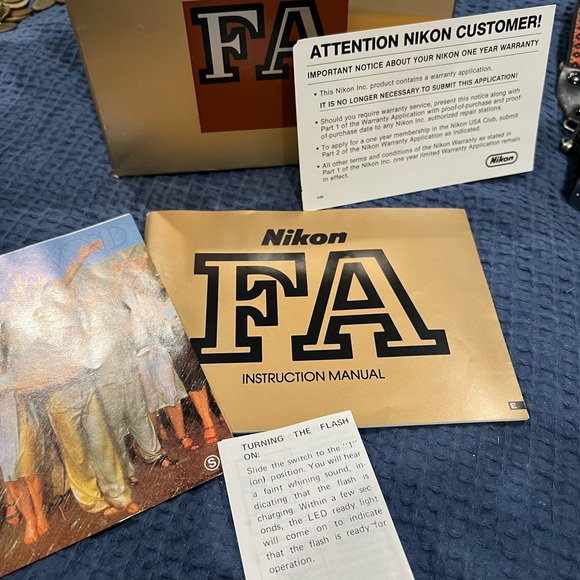 FA
ATTENTION NIKON CUSTOMER!
IMPORTANT NOTICE ABOUT YOUR NIKON ONE YEAR WARRANTY
• This Nikon Inc. product contains a warranty application.
IT IS NO LONGER NECESSARY TO SUBMIT THIS APPLICATION!
• Should you require warranty service, present this notice along with
Part 1 of the Warranty Application with proof-of-purchase and proof-
of-purchase date to any Nikon Inc. authorized repair stations.
• To apply for a one year membership in the Nikon USA Club, submit
Part 2 of the Nikon Warranty Application as indicated.
• All other terms and conditions of the Nikon Warranty as stated in
Part 1 of the Nikon Inc. one year limited Warranty Application remain
in effect.
Nikon
Nikon
FA
INSTRUCTION MANUAL
E
S
TURNING THE FLASH
ON:
Slide the switch to the "1"
(on) position. You will hear
a faint whining sound, in-
dicating that the flash is
charging. Within a few sec
onds, the LED ready light
will come on to indicate
that the flash is ready for
operation.